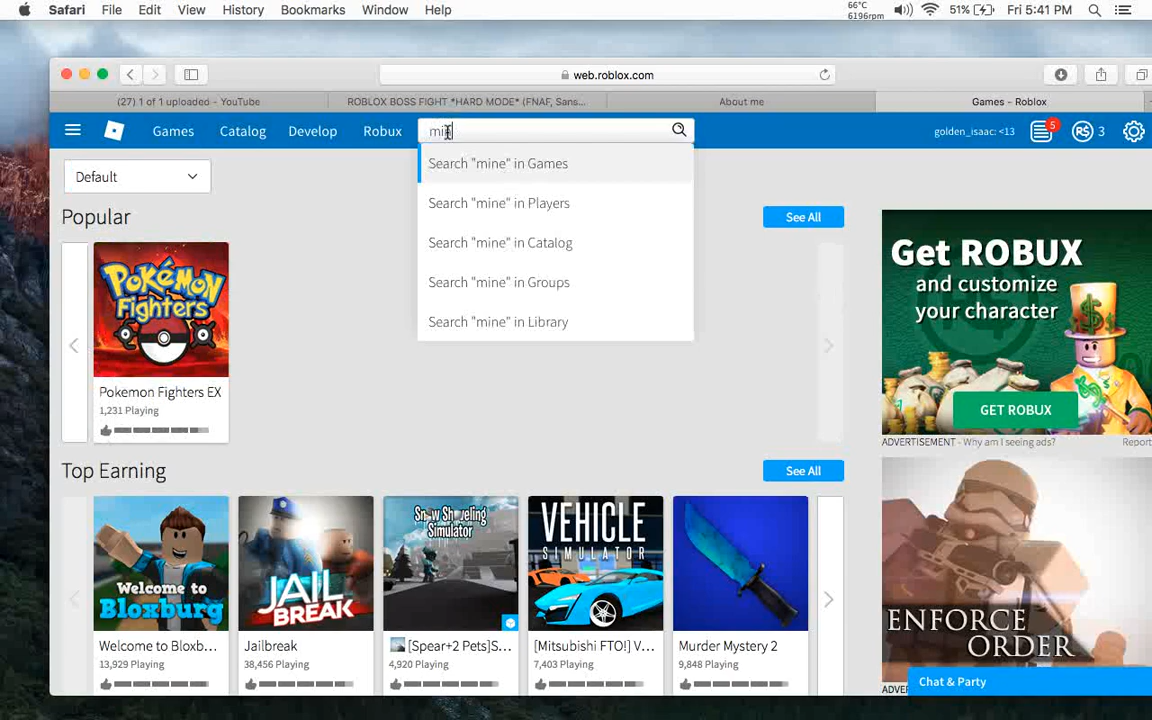 Safari File Edit View History Bookmarks Window Help
66°C
6196rpm
51% Fri 5:41 PM
web.roblox.com
(27) 1 of 1 uploaded - YouTube
ROBLOX BOSS FIGHT *HARD MODE* (FNAF, Sans...
About me
Games - Roblox
Games Catalog Develop Robux
golden_isaac: <13
5
3
Default
Search "mine" in Games
Search "mine" in Players
Search "mine" in Catalog
Search "mine" in Groups
Search "mine" in Library
Popular
See All
POKéMON
Fighters
Pokemon Fighters EX
1,231 Playing
Get ROBUX
and customize
your character
GET ROBUX
ADVERTISEMENT - Why am I seeing ads?
Report
Top Earning
See All
Welcome to
Bloxburg
JAIL
BREAK
Snow Shoveling
Simulator
VEHICLE
SIMULATOR
Welcome to Bloxb...
13,929 Playing
Jailbreak
38,456 Playing
[Spear+2 Pets]S...
4,920 Playing
[Mitsubishi FTO!] V...
7,403 Playing
Murder Mystery 2
9,848 Playing
ENFORCE
ORDER
Chat & Party